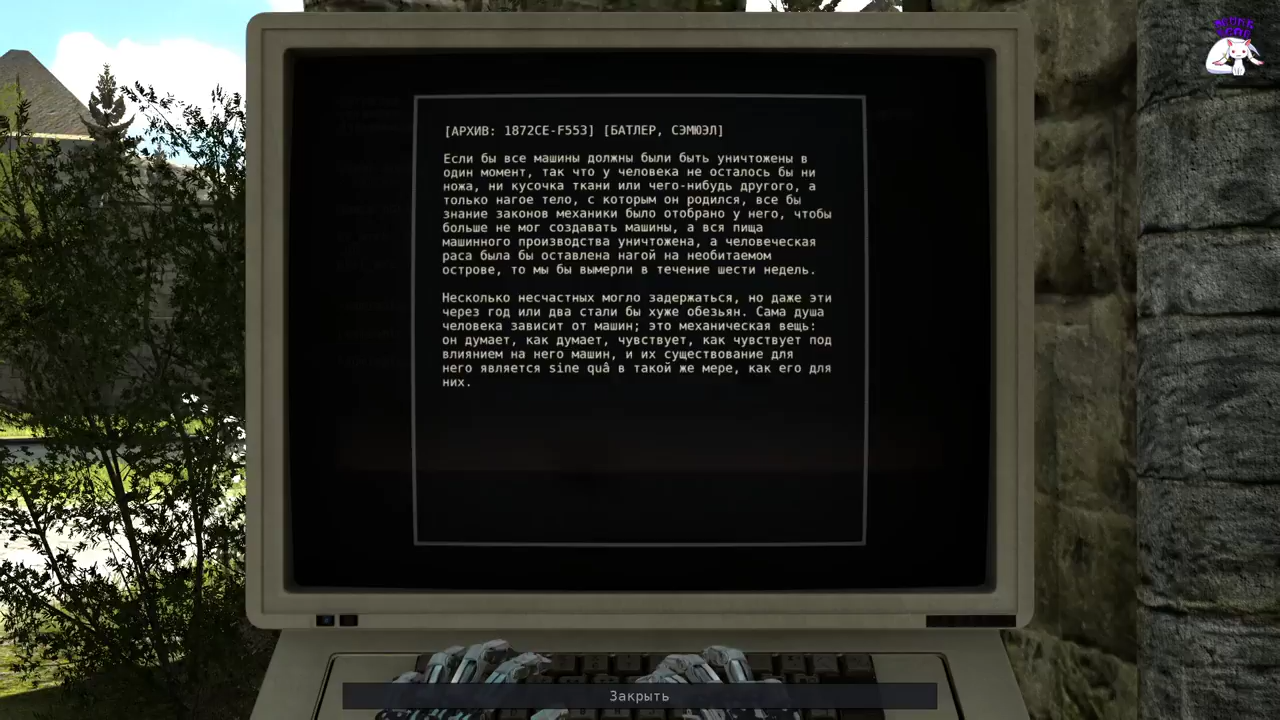 [АРХИВ: 1872CE-F553] [БАТЛЕР, СЭМЮЭЛ]
Если бы все машины должны были быть уничтожены в
один момент, так что у человека не осталось бы ни
ножа, ни кусочка ткани или чего-нибудь другого, а
только нагое тело, с которым он родился, все бы
знание законов механики было отобрано у него, чтобы
больше не мог создавать машины, а вся пища
машинного производства уничтожена, а человеческая
раса была бы оставлена нагой на необитаемом
острове, то мы бы вымерли в течение шести недель.
Несколько несчастных могло задержаться, но даже эти
через год или два стали бы хуже обезьян. Сама душа
человека зависит от машин; это механическая вещь:
он думает, как думает, чувствует, как чувствует под
влиянием на него машин, и их существование для
него является sine quâ в такой же мере, как его для
них.
Закрыть